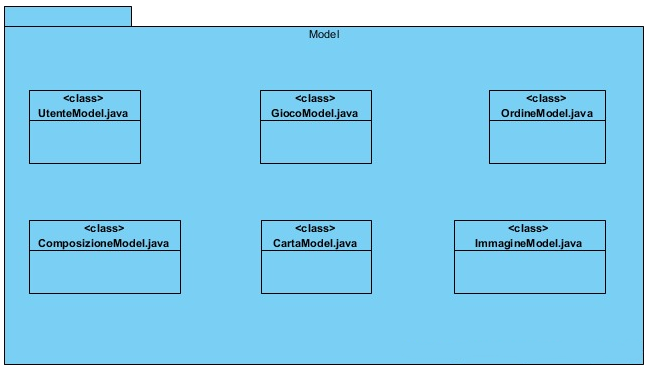 Model
<class>
UtenteModel.java
<class>
GiocoModel.java
<class>
OrdineModel.java
<class>
ComposizioneModel.java
<class>
CartaModel.java
<class>
ImmagineModel.java